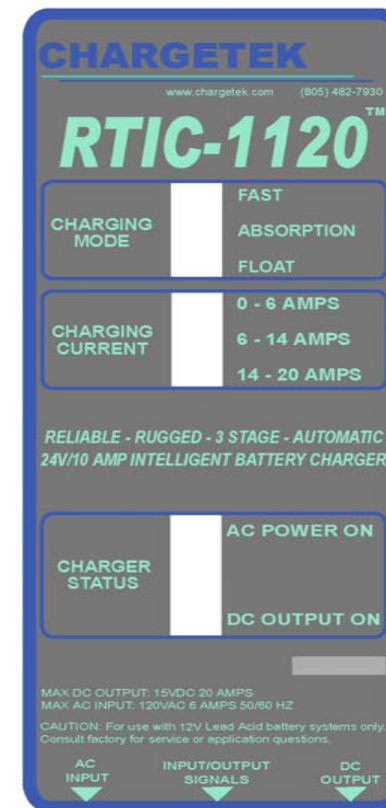 CHARGETEK
www.chargetek.com (805) 482-7930
RTIC-1120™
CHARGING
MODE
FAST
ABSORPTION
FLOAT
CHARGING
CURRENT
0 - 6 AMPS
6 - 14 AMPS
14 - 20 AMPS
RELIABLE - RUGGED - 3 STAGE - AUTOMATIC
24V/10 AMP INTELLIGENT BATTERY CHARGER
CHARGER
STATUS
AC POWER ON
DC OUTPUT ON
MAX DC OUTPUT: 15VDC 20 AMPS
MAX AC INPUT: 120VAC 6 AMPS 50/60 HZ
CAUTION: For use with 12V Lead Acid battery systems only.
Consult factory for service or application questions.
AC
INPUT
INPUT/OUTPUT
SIGNALS
DC
OUTPUT